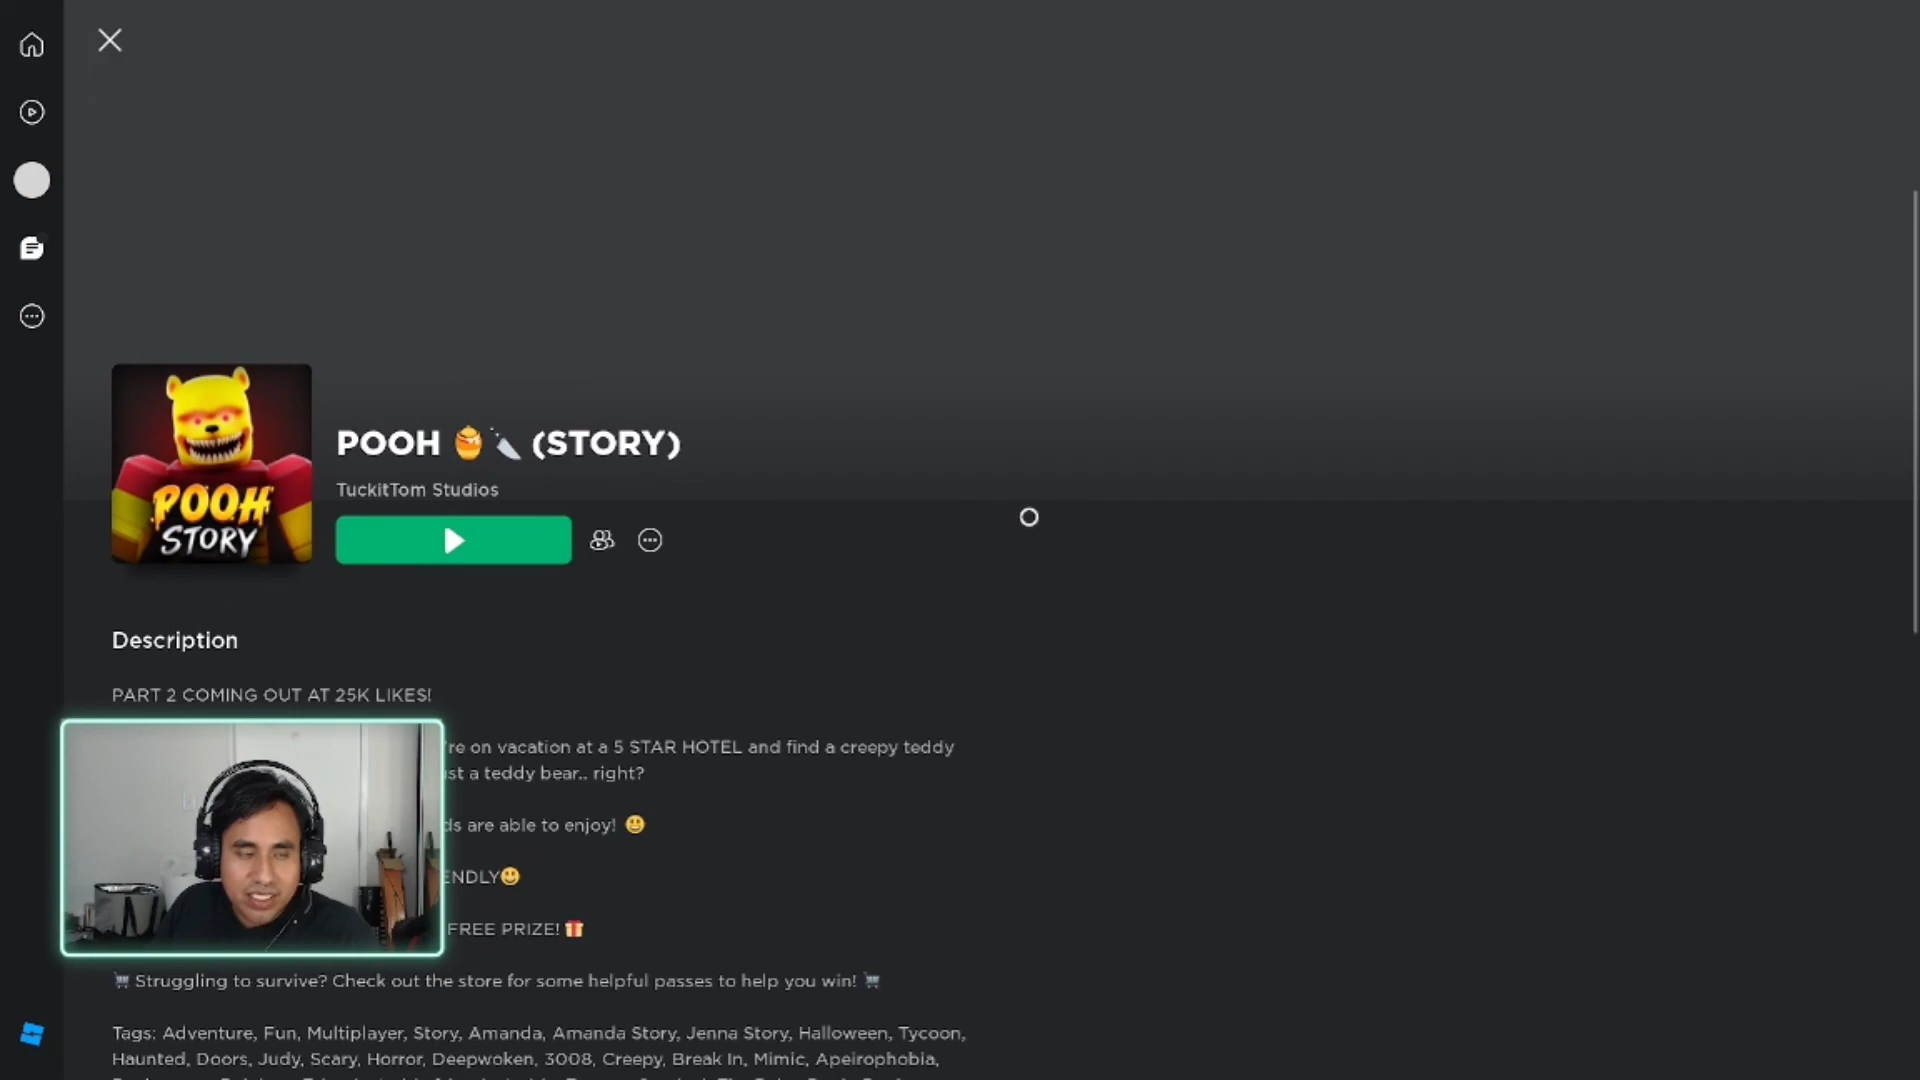 POOH 🍯🔪 (STORY)
TuckitTom Studios
POOH
STORY
Description
PART 2 COMING OUT AT 25K LIKES!
're on vacation at a 5 STAR HOTEL and find a creepy teddy
st a teddy bear.. right?
ds are able to enjoy! 😃
ENDLY😃
FREE PRIZE! 🎁
🛒 Struggling to survive? Check out the store for some helpful passes to help you win! 🛒
Tags: Adventure, Fun, Multiplayer, Story, Amanda, Amanda Story, Jenna Story, Halloween, Tycoon,
Haunted, Doors, Judy, Scary, Horror, Deepwoken, 3008, Creepy, Break In, Mimic, Apeirophobia,